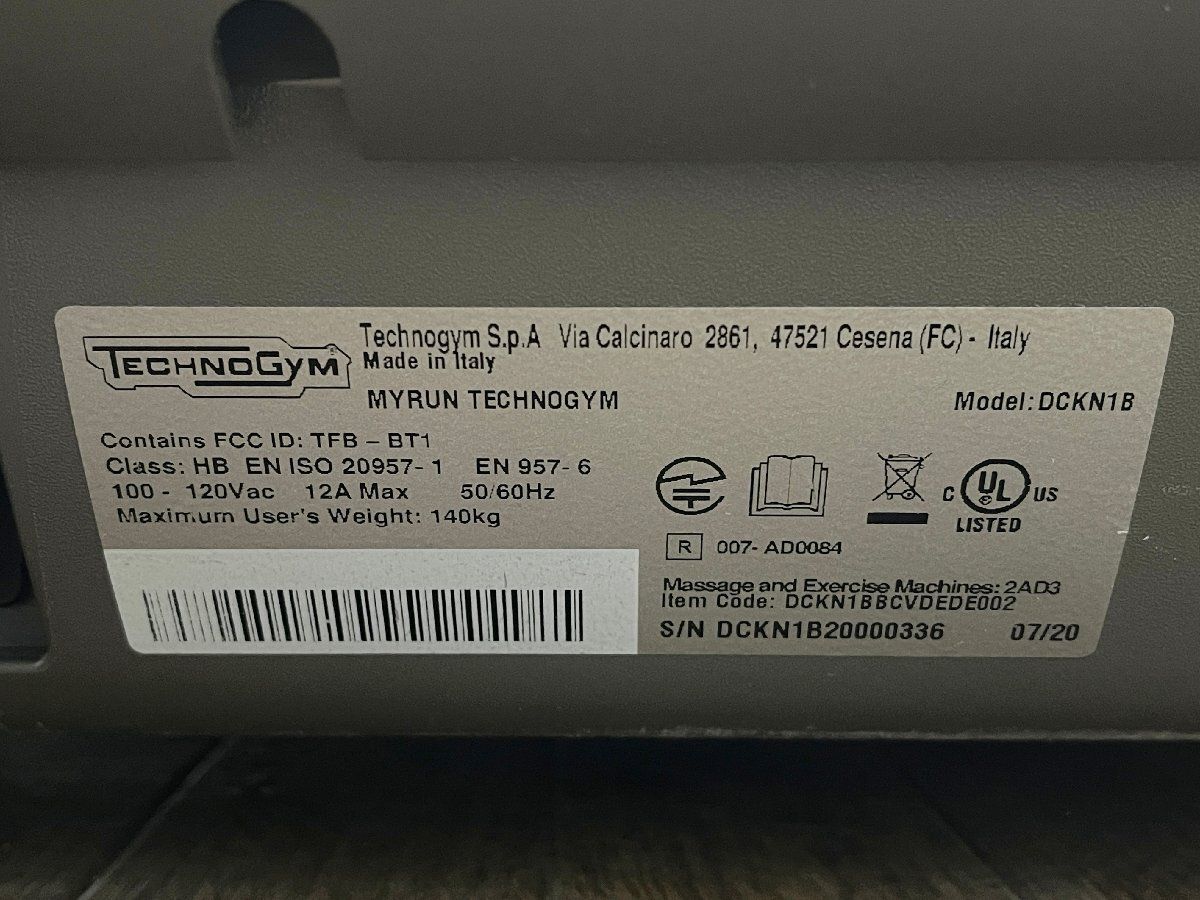 TECHNOGYM®
Technogym S.p.A Via Calcinaro 2861, 47521 Cesena (FC) - Italy
Made in Italy
MYRUN TECHNOGYM
Model: DCKN1B
Contains FCC ID: TFB – BT1
Class: HB EN ISO 20957- 1 EN 957- 6
100 - 120Vac 12A Max 50/60Hz
Maximum User's Weight: 140kg
C UL US
LISTED
R 007- AD0084
Massage and Exercise Machines: 2AD3
Item Code: DCKN1BBCVDEDE002
S/N DCKN1B20000336 07/20